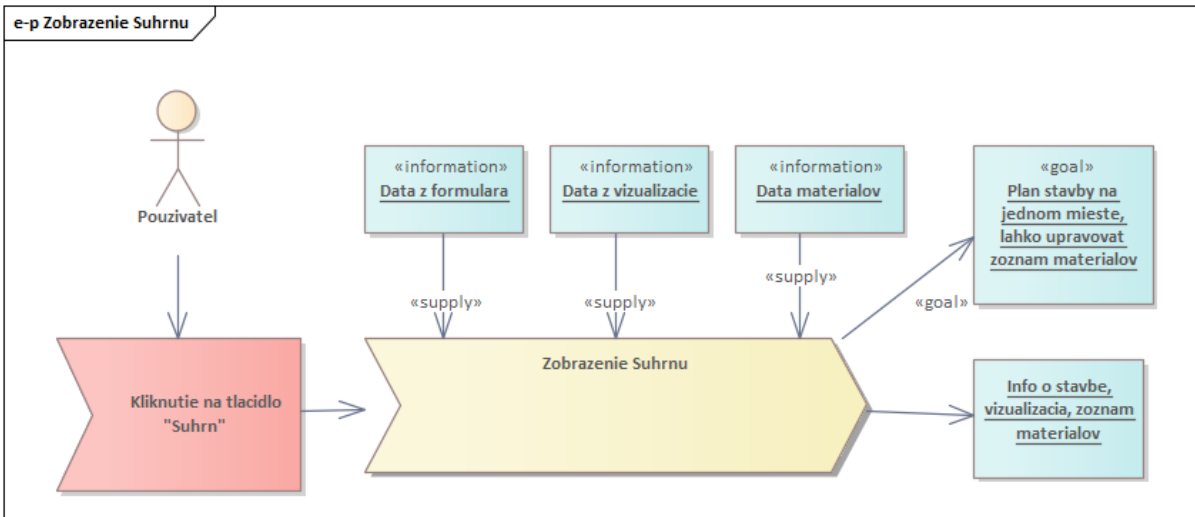 e-p Zobrazenie Suhrnu
Pouzivatel
«information»
Data z formulara
«information»
Data z vizualizacie
«information»
Data materialov
«goal»
Plan stavby na
jednom mieste,
lahko upravovat
zoznam materialov
«supply»
«supply»
«supply»
«goal»
Kliknutie na tlacidlo
"Suhrn"
Zobrazenie Suhrnu
Info o stavbe,
vizualizacia, zoznam
materialov